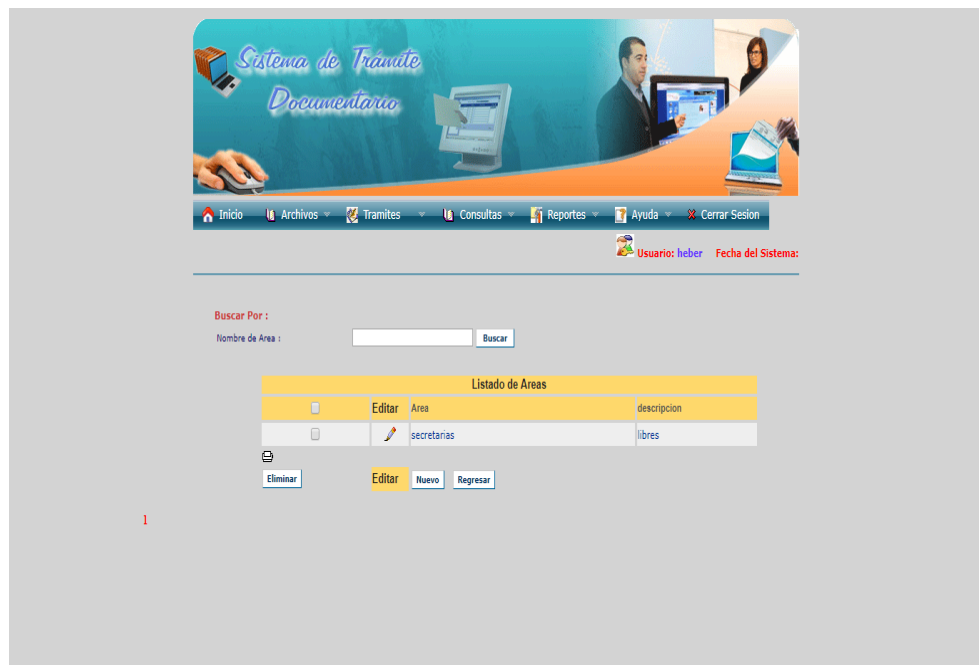 Sistema de Trámite
Documentario
Inicio Archivos Tramites Consultas Reportes Ayuda Cerrar Sesion
Usuario: heber Fecha del Sistema:
Buscar Por :
Nombre de Area : Buscar
Listado de Areas
Editar Area descripcion
secretarias libres
Eliminar Editar Nuevo Regresar
1